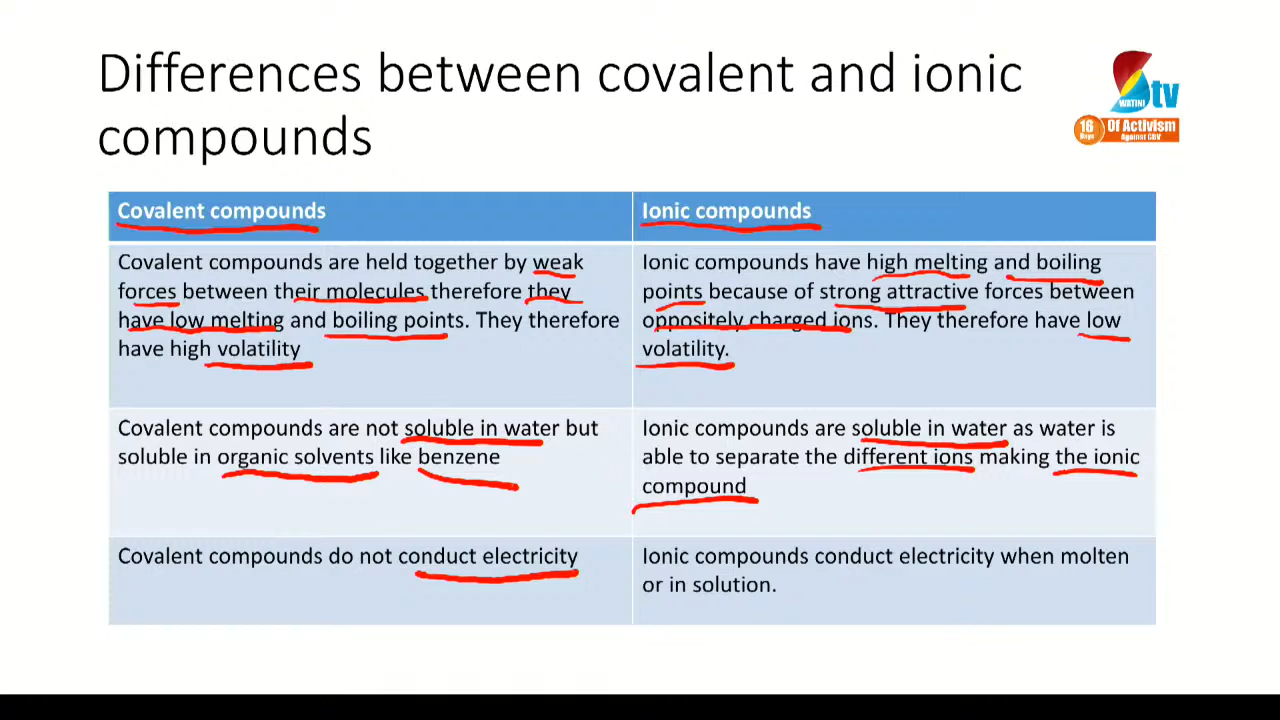 Differences between covalent and ionic
compounds
WATINI tv
16 Days Of Activism
Against GBV
Covalent compounds
Ionic compounds
Covalent compounds are held together by weak
forces between their molecules therefore they
have low melting and boiling points. They therefore
have high volatility
Ionic compounds have high melting and boiling
points because of strong attractive forces between
oppositely charged ions. They therefore have low
volatility.
Covalent compounds are not soluble in water but
soluble in organic solvents like benzene
Ionic compounds are soluble in water as water is
able to separate the different ions making the ionic
compound
Covalent compounds do not conduct electricity
Ionic compounds conduct electricity when molten
or in solution.